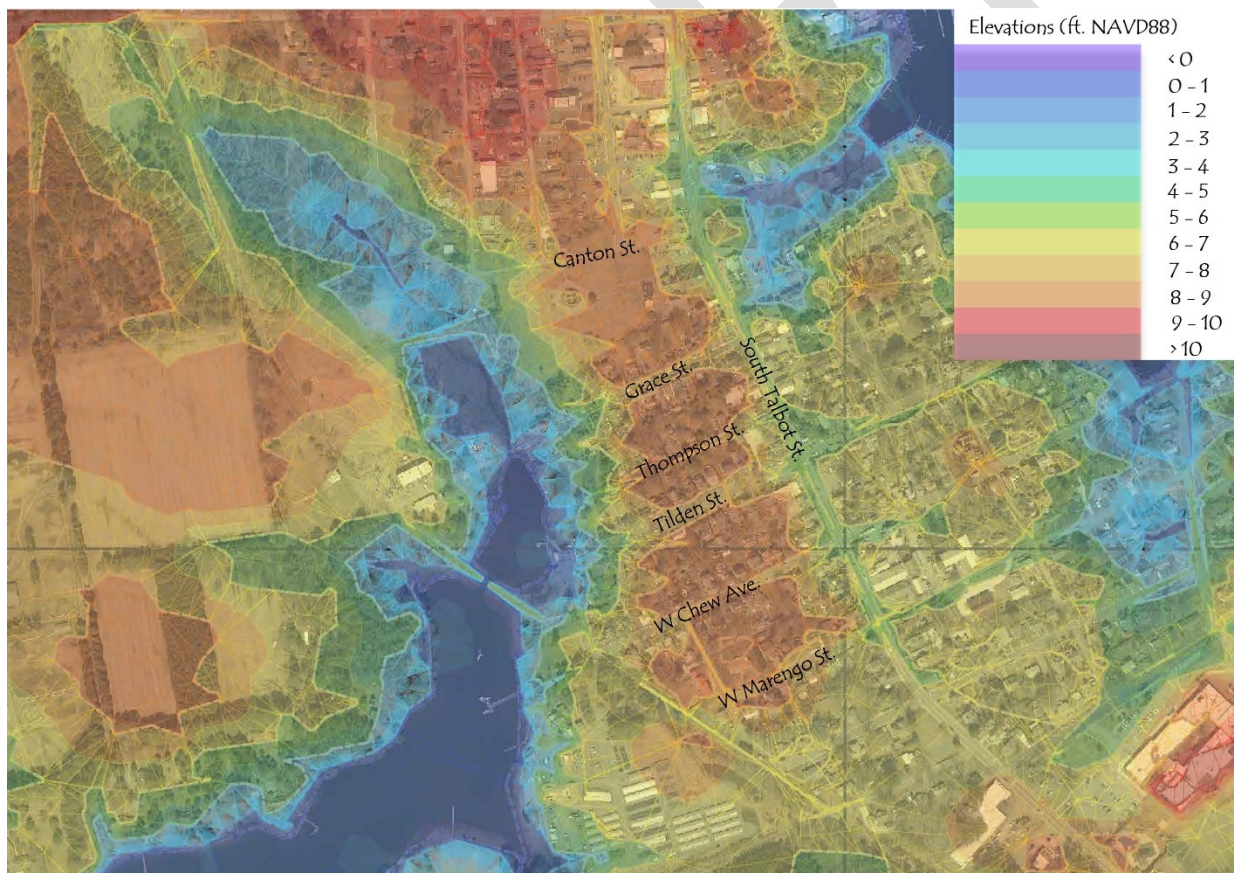 Elevations (ft. NAVD88)
< 0
0 - 1
1 - 2
2 - 3
3 - 4
4 - 5
5 - 6
6 - 7
7 - 8
8 - 9
9 - 10
> 10
Canton St.
South Talbot St.
Grace St.
Thompson St.
Tilden St.
W Chew Ave.
W Marengo St.